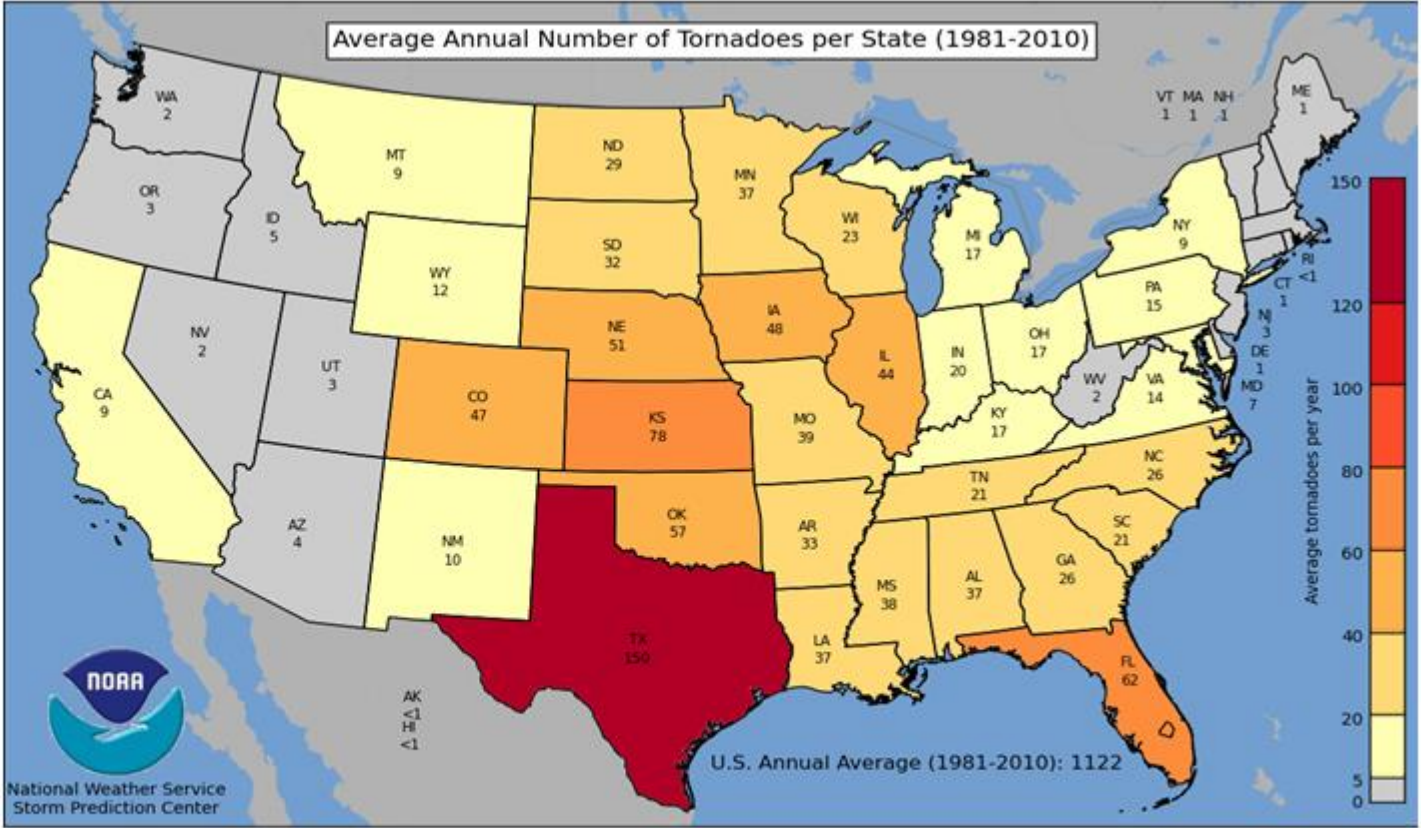 Average Annual Number of Tornadoes per State (1981-2010)
WA
2
OR
3
ID
5
MT
9
WY
12
NV
2
UT
3
CA
9
AZ
4
CO
47
NM
10
ND
29
SD
32
NE
51
KS
78
OK
57
TX
150
MN
37
IA
48
MO
39
AR
33
LA
37
WI
23
IL
44
MI
17
IN
20
OH
17
KY
17
TN
21
MS
38
AL
37
GA
26
FL
62
SC
21
NC
26
VA
14
WV
2
PA
15
NY
9
VT MA NH
1 1 1
ME
1
RI
<1
CT
1
NJ
3
DE
1
MD
7
AK
<1
HI
<1
150
120
100
80
60
40
20
5
0
Average tornadoes per year
U.S. Annual Average (1981-2010): 1122
NOAA
National Weather Service
Storm Prediction Center